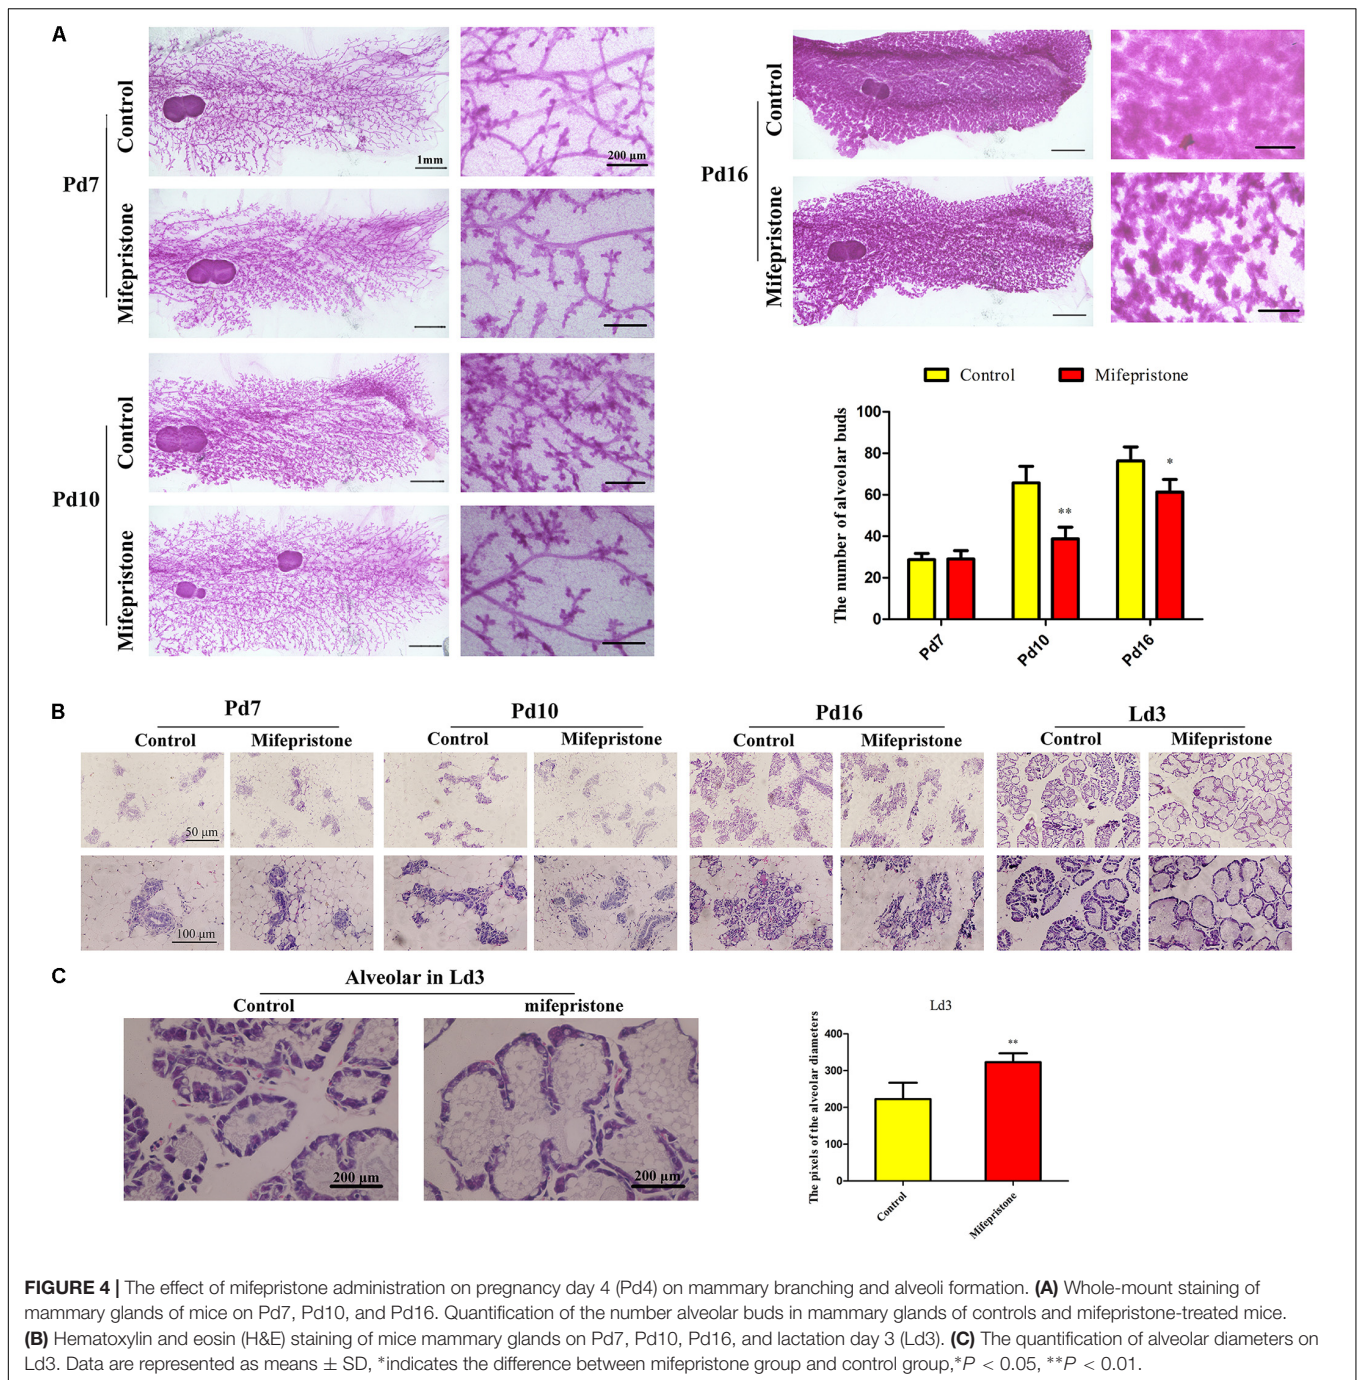 A
Pd7
Control
1mm
200 μm
Mifepristone
Pd10
Control
Mifepristone
Pd16
Control
Mifepristone
Control
Mifepristone
The number of alveolar buds
100
80
60
40
20
0
**
*
Pd7
Pd10
Pd16
B
Pd7
Pd10
Pd16
Ld3
Control
Mifepristone
Control
Mifepristone
Control
Mifepristone
Control
Mifepristone
50 μm
100 μm
C
Alveolar in Ld3
Control
mifepristone
200 μm
200 μm
Ld3
The pixels of the alveolar diameters
400
300
200
100
0
**
Control
Mifepristone
FIGURE 4 | The effect of mifepristone administration on pregnancy day 4 (Pd4) on mammary branching and alveoli formation. (A) Whole-mount staining of
mammary glands of mice on Pd7, Pd10, and Pd16. Quantification of the number alveolar buds in mammary glands of controls and mifepristone-treated mice.
(B) Hematoxylin and eosin (H&E) staining of mice mammary glands on Pd7, Pd10, Pd16, and lactation day 3 (Ld3). (C) The quantification of alveolar diameters on
Ld3. Data are represented as means ± SD, *indicates the difference between mifepristone group and control group,*P < 0.05, **P < 0.01.